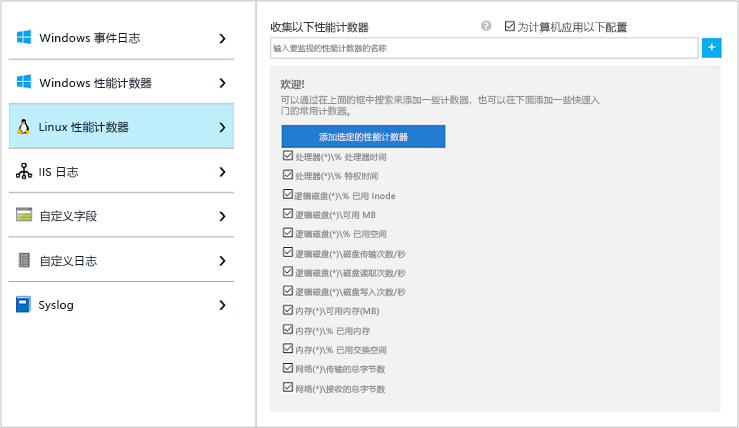 Windows 事件日志
Windows 性能计数器
Linux 性能计数器
IIS 日志
自定义字段
自定义日志
Syslog
收集以下性能计数器
? 为计算机应用以下配置
输入要监视的性能计数器的名称
+
欢迎!
可以通过在上面的框中搜索来添加一些计数器，也可以在下面添加一些快速入
门的常用计数器。
添加选定的性能计数器
处理器(*)\% 处理器时间
处理器(*)\% 特权时间
逻辑磁盘(*)\% 已用 Inode
逻辑磁盘(*)\可用 MB
逻辑磁盘(*)\% 已用空间
逻辑磁盘(*)\磁盘传输次数/秒
逻辑磁盘(*)\磁盘读取次数/秒
逻辑磁盘(*)\磁盘写入次数/秒
内存(*)\可用内存(MB)
内存(*)\% 已用内存
内存(*)\% 已用交换空间
网络(*)\传输的总字节数
网络(*)\接收的总字节数